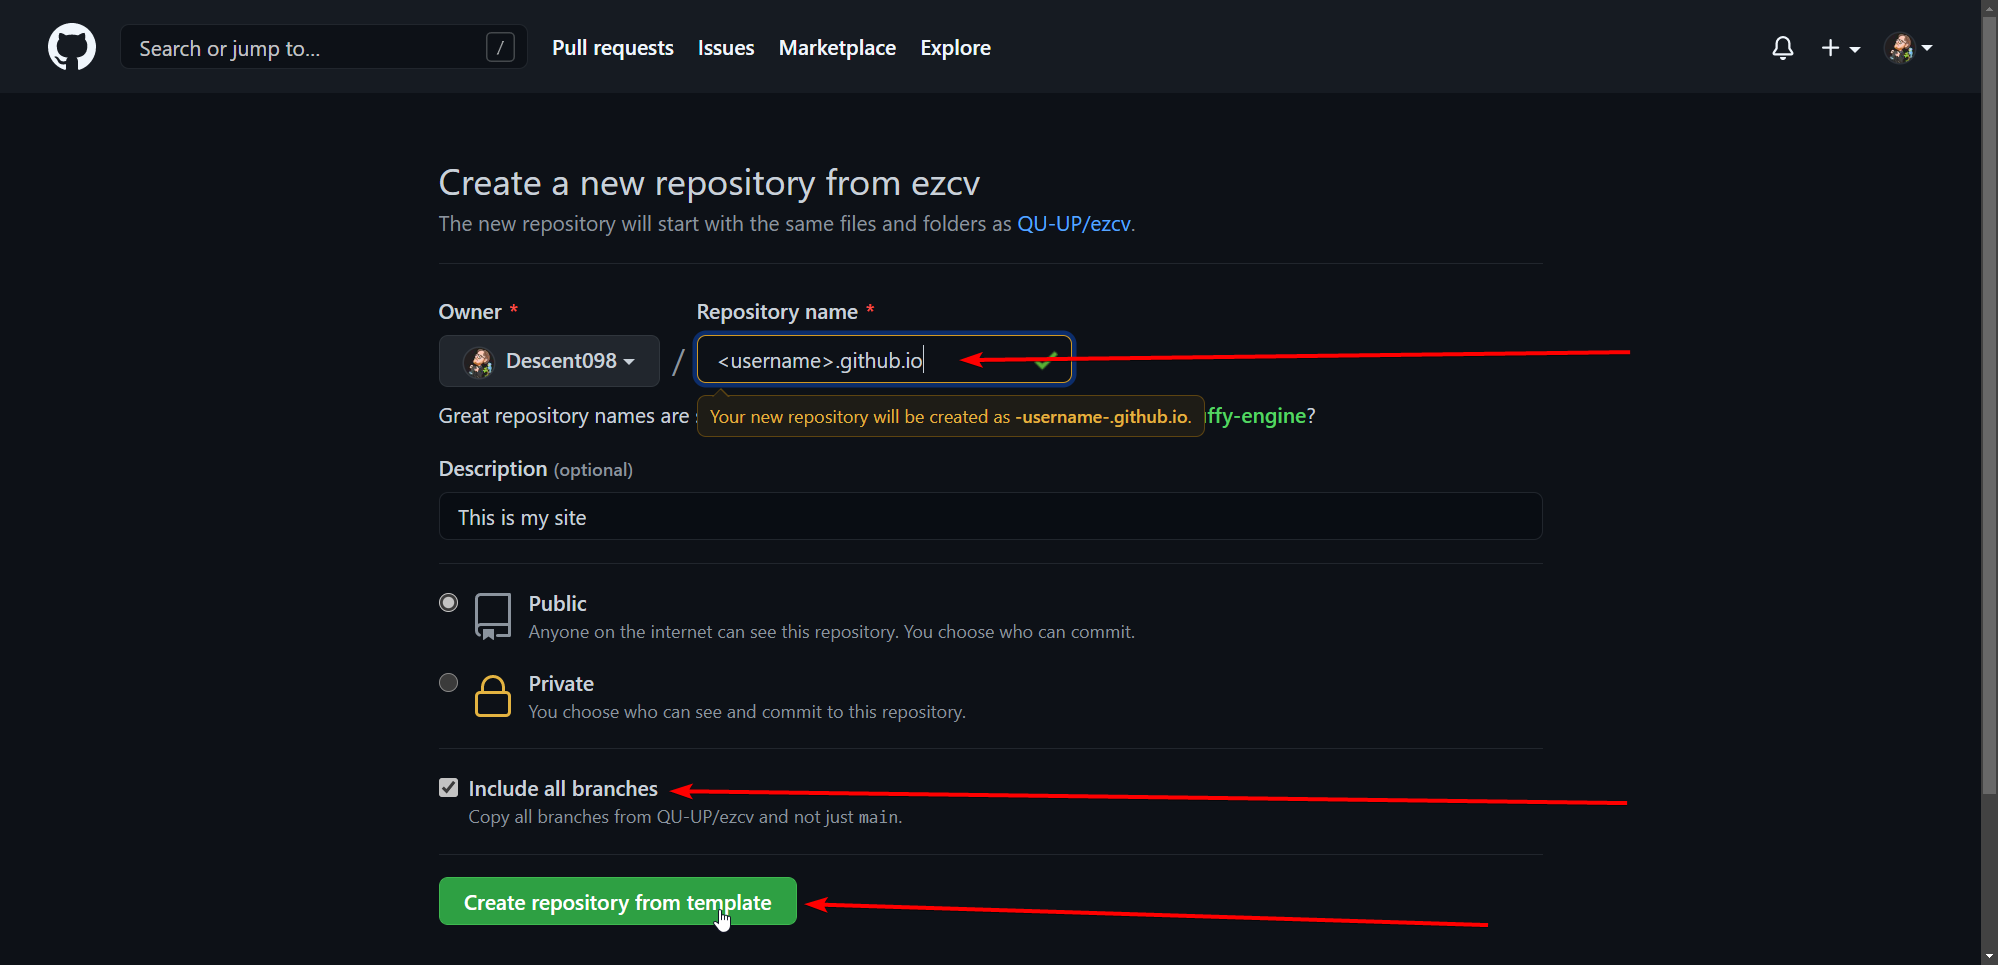 Search or jump to... /
Pull requests Issues Marketplace Explore
Create a new repository from ezcv
The new repository will start with the same files and folders as QU-UP/ezcv.
Owner * Repository name *
Descent098 / <username>.github.io
Great repository names are ffy-engine?
Your new repository will be created as -username-.github.io.
Description (optional)
This is my site
Public
Anyone on the internet can see this repository. You choose who can commit.
Private
You choose who can see and commit to this repository.
Include all branches
Copy all branches from QU-UP/ezcv and not just main.
Create repository from template